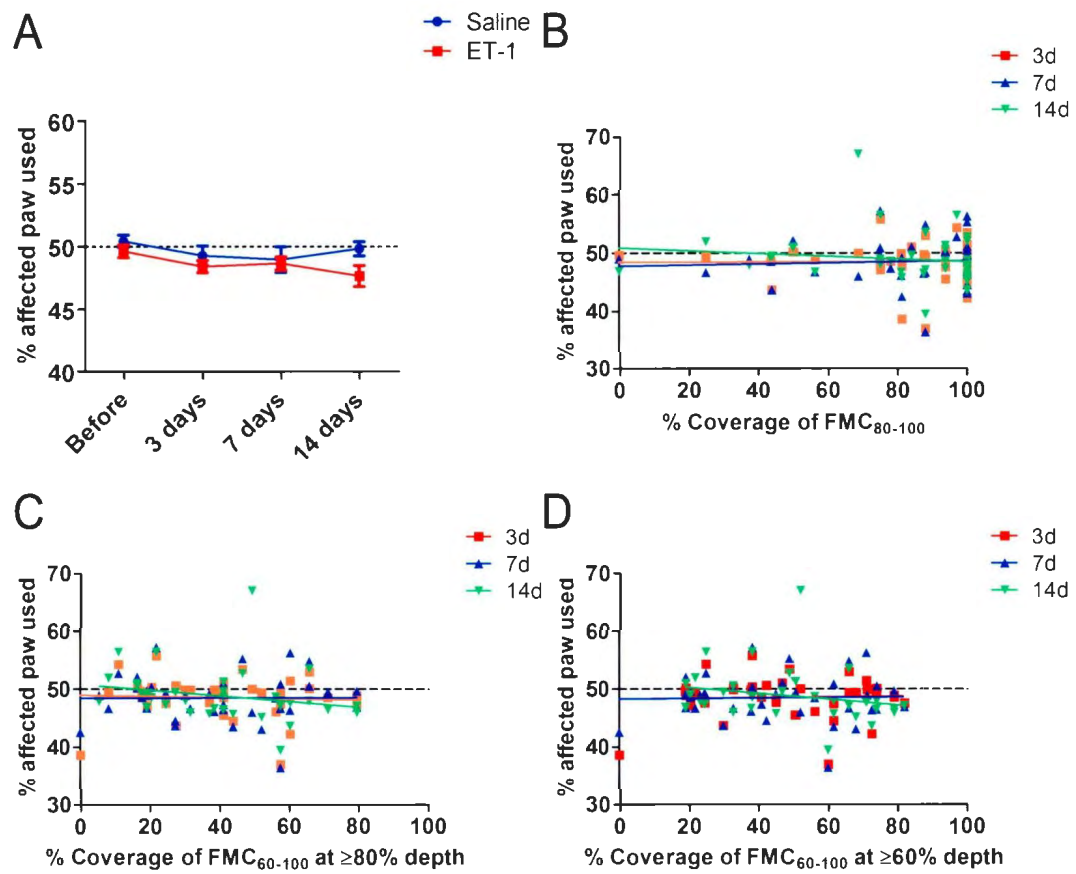 A
Saline
ET-1
% affected paw used
60
55
50
45
40
Before
3 days
7 days
14 days
B
3d
7d
14d
% affected paw used
70
60
50
40
30
0 20 40 60 80 100
% Coverage of FMC80-100
C
3d
7d
14d
% affected paw used
70
60
50
40
30
0 20 40 60 80 100
% Coverage of FMC60-100 at ≥80% depth
D
3d
7d
14d
% affected paw used
70
60
50
40
30
0 20 40 60 80 100
% Coverage of FMC60-100 at ≥60% depth